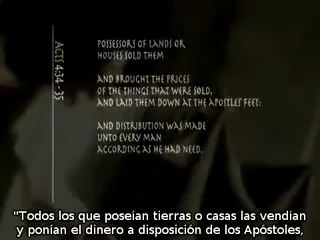 ACTS 4:34 - 35
POSSESSORS OF LANDS OR
HOUSES SOLD THEM
AND BROUGHT THE PRICES
OF THE THINGS THAT WERE SOLD,
AND LAID THEM DOWN AT THE APOSTLES' FEET:
AND DISTRIBUTION WAS MADE
UNTO EVERY MAN
ACCORDING AS HE HAD NEED.
"Todos los que poseían tierras o casas las vendían
y ponían el dinero a disposición de los Apóstoles,